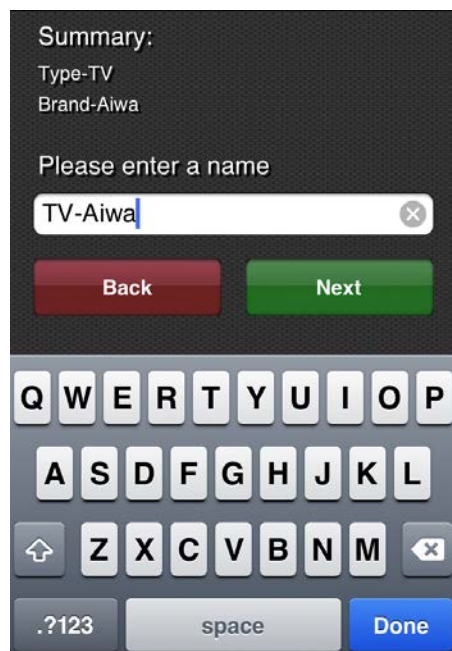 Summary:
Type-TV
Brand-Aiwa
Please enter a name
TV-Aiwa
Back Next
Q W E R T Y U I O P
A S D F G H J K L
Z X C V B N M
.?123 space Done